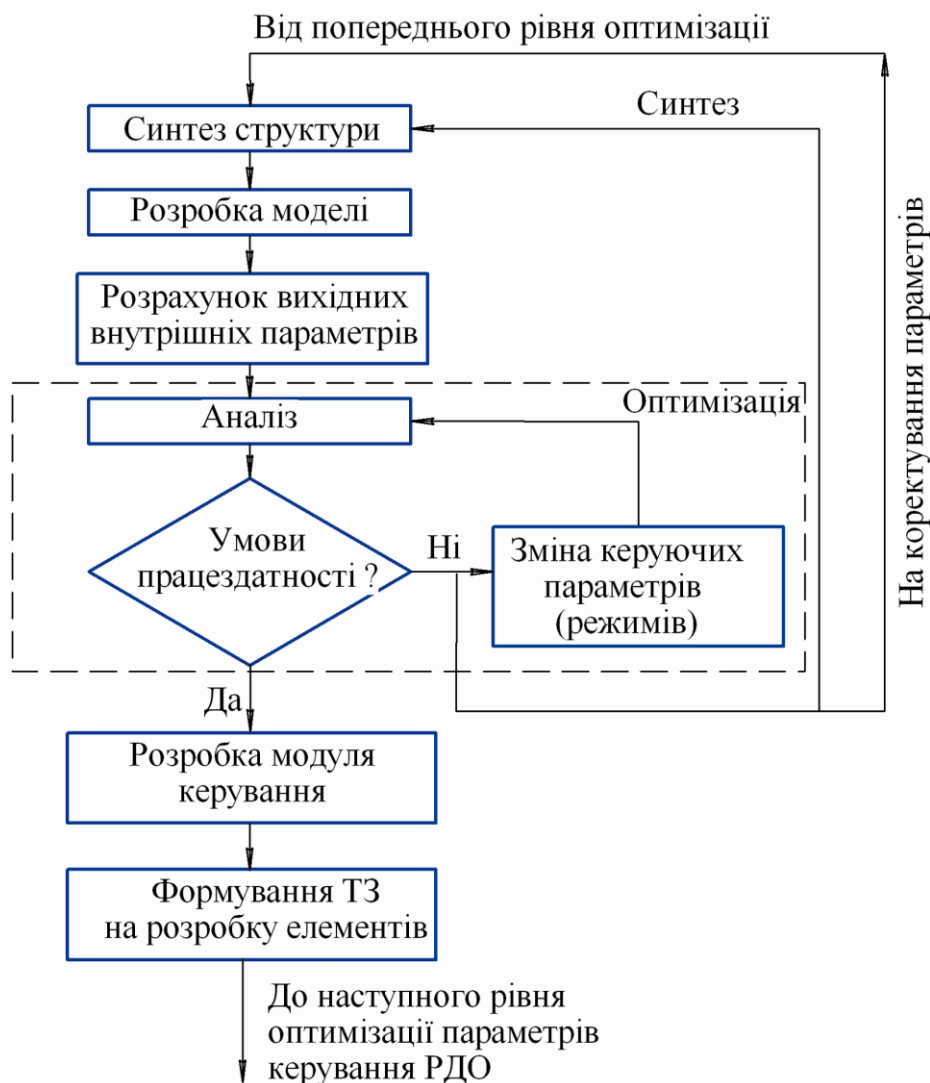 Від попереднього рівня оптимізації
Синтез
Синтез структури
Розробка моделі
Розрахунок вихідних
внутрішніх параметрів
На коректування параметрів
Оптимізація
Аналіз
Умови
працездатності ?
Ні
Зміна керуючих
параметрів
(режимів)
Да
Розробка модуля
керування
Формування ТЗ
на розробку елементів
До наступного рівня
оптимізації параметрів
керування РДО